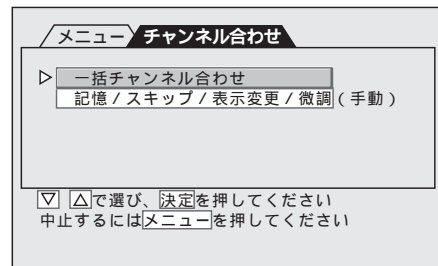 メニュー チャンネル合わせ
▷ 一括チャンネル合わせ
記憶/スキップ/表示変更/微調(手動)
▽ △で選び、決定を押してください
中止するにはメニューを押してください